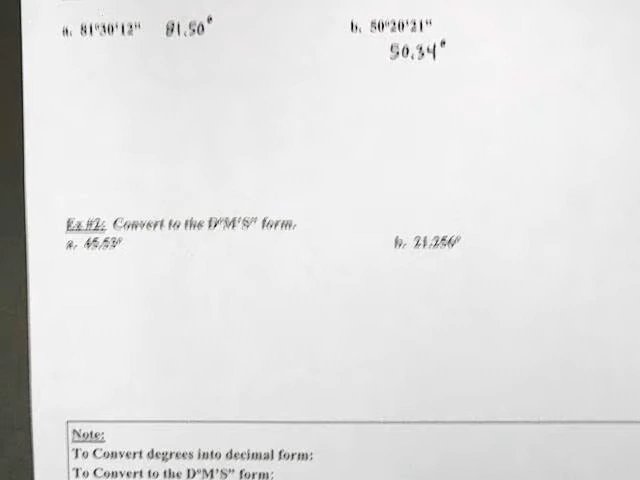 a. 81°30'12" 81.50°
b. 50°20'21"
50.34°
Ex #2: Convert to the D°M'S" form.
a. 45.53°
b. 21.256°
Note:
To Convert degrees into decimal form:
To Convert to the D°M'S" form: